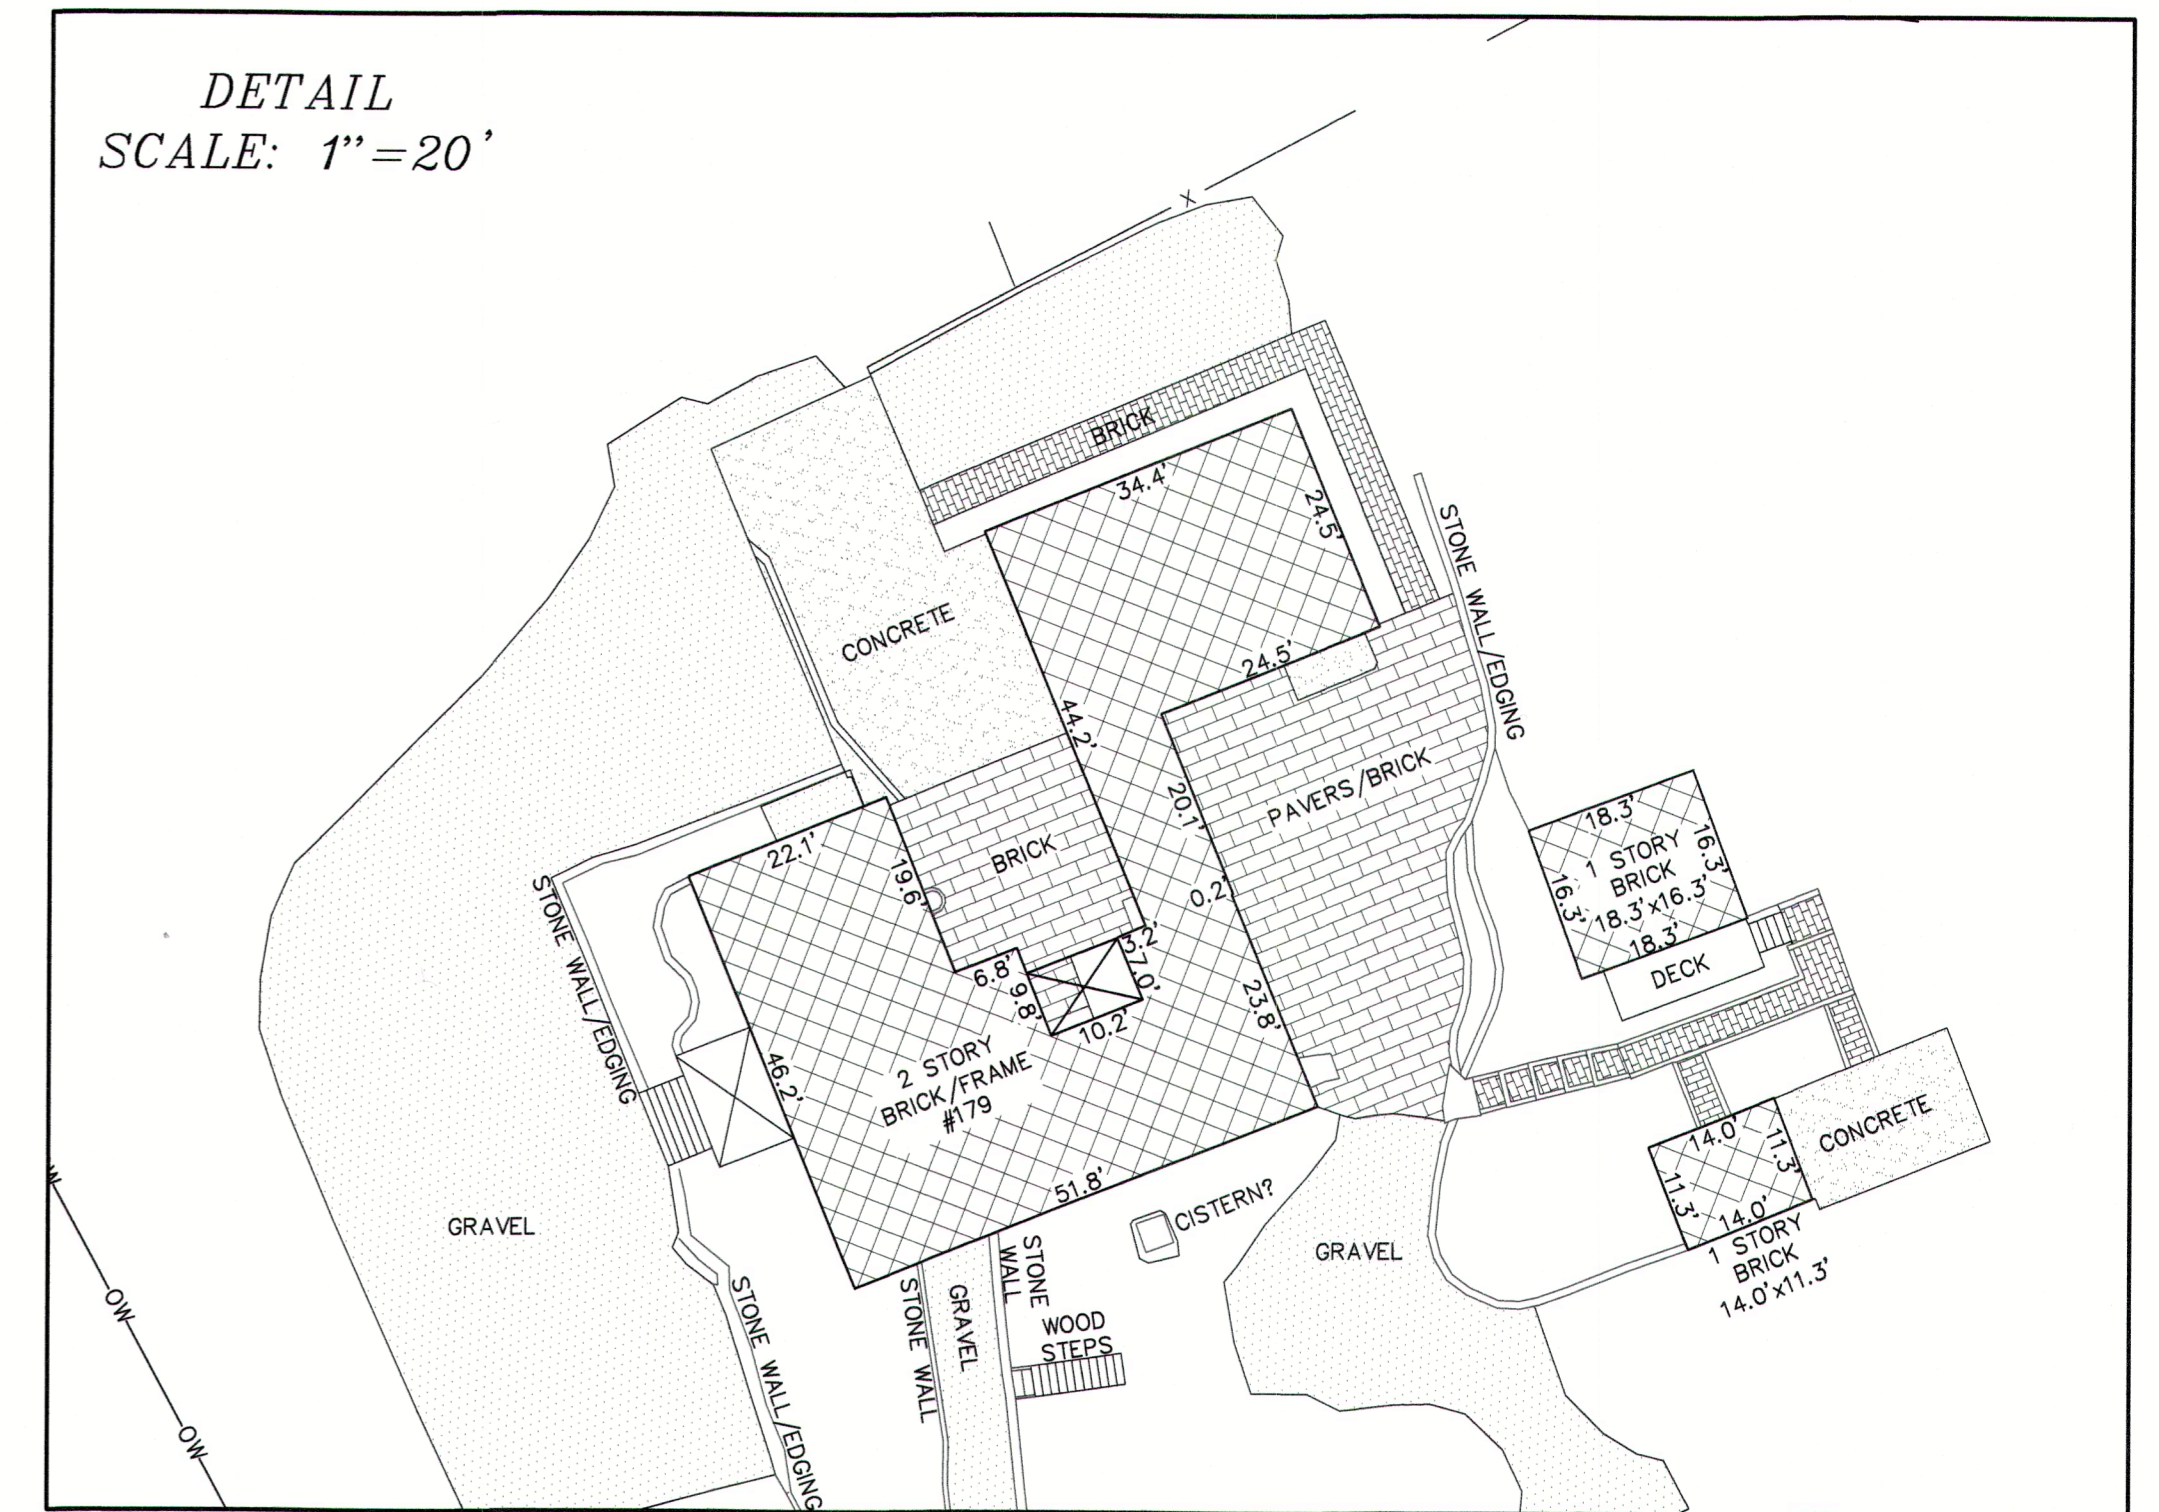 DETAIL
SCALE: 1"=20'
X
BRICK
34.4'
24.5'
STONE WALL/EDGING
CONCRETE
24.5'
44.2'
PAVERS/BRICK
20.1'
BRICK
22.1'
19.6'
0.2'
18.3'
1 STORY
BRICK
18.3'x16.3'
16.3'
16.3'
18.3'
DECK
STONE WALL/EDGING
3.2'
7.0'
6.8'
9.8'
10.2'
23.8'
46.2'
2 STORY
BRICK/FRAME
#179
51.8'
CONCRETE
14.0'
11.3'
11.3'
14.0'
1 STORY
BRICK
14.0'x11.3'
CISTERN?
GRAVEL
GRAVEL
STONE WALL/EDGING
STONE WALL
GRAVEL
STONE
WALL
WOOD
STEPS
W
OW
OW